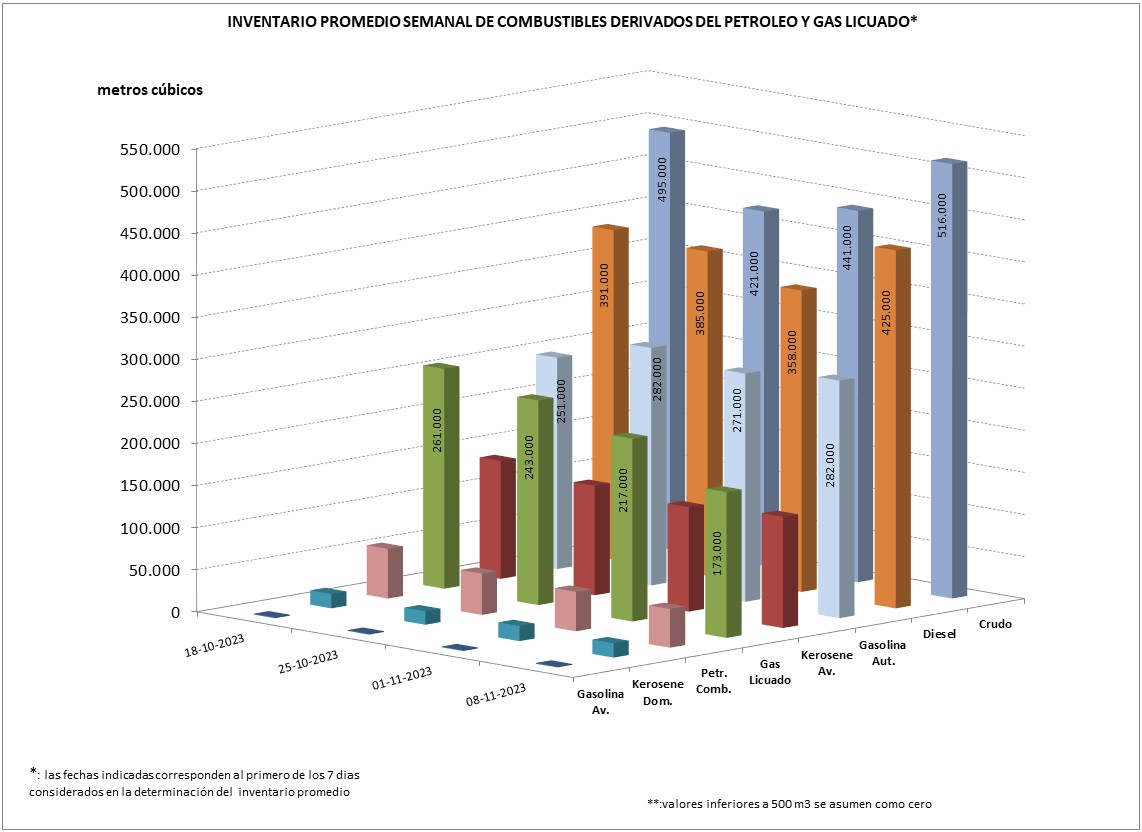 INVENTARIO PROMEDIO SEMANAL DE COMBUSTIBLES DERIVADOS DEL PETROLEO Y GAS LICUADO*
metros cúbicos
550.000
500.000
450.000
400.000
350.000
300.000
250.000
200.000
150.000
100.000
50.000
0
495.000
421.000
441.000
516.000
391.000
385.000
358.000
425.000
251.000
282.000
271.000
282.000
261.000
243.000
217.000
173.000
18-10-2023
25-10-2023
01-11-2023
08-11-2023
Gasolina
Av.
Kerosene
Dom.
Petr.
Comb.
Gas
Licuado
Kerosene
Av.
Gasolina
Aut.
Diesel
Crudo
*: las fechas indicadas corresponden al primero de los 7 dias
considerados en la determinación del inventario promedio
**:valores inferiores a 500 m3 se asumen como cero